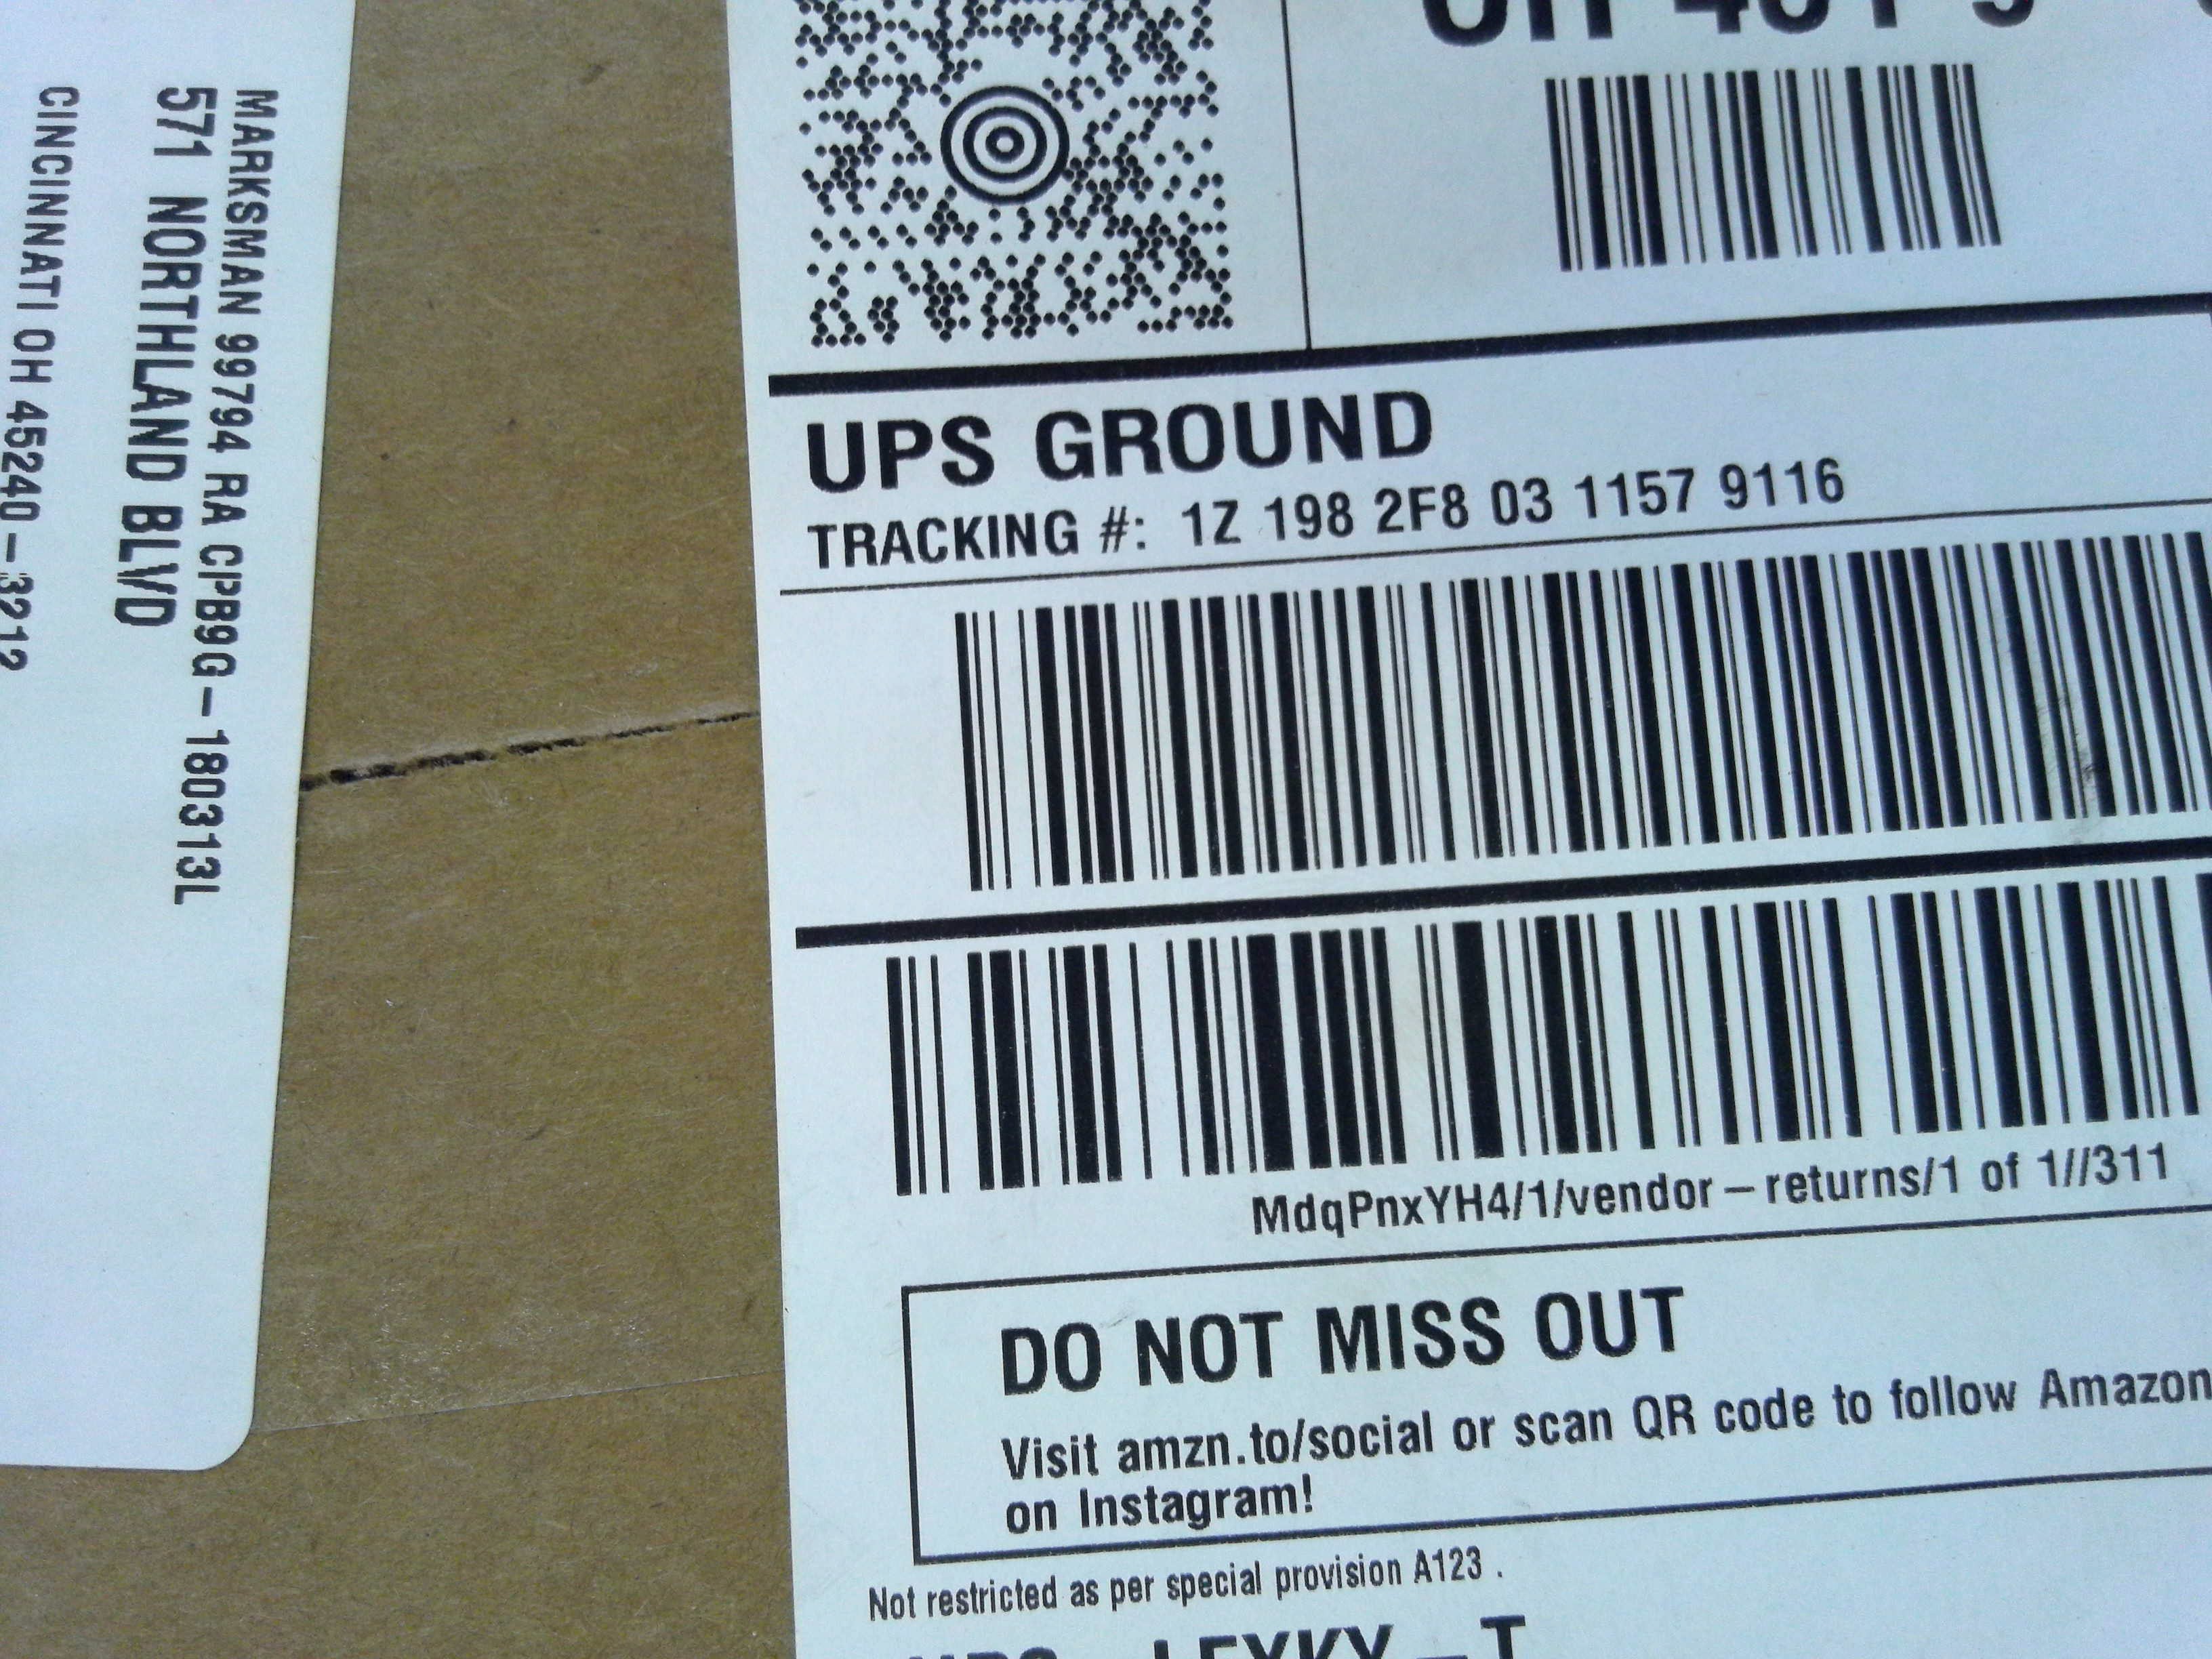 MARKSMAN 99794 RA CPB9G-180313L
571 NORTHLAND BLVD
CINCINNATI OH 45240-3212
UPS GROUND
TRACKING #: 1Z 198 2F8 03 1157 9116
MdqPnxYH4/1/vendor-returns/1 of 1//311
DO NOT MISS OUT
Visit amzn.to/social or scan QR code to follow Amazon
on Instagram!
Not restricted as per special provision A123 .